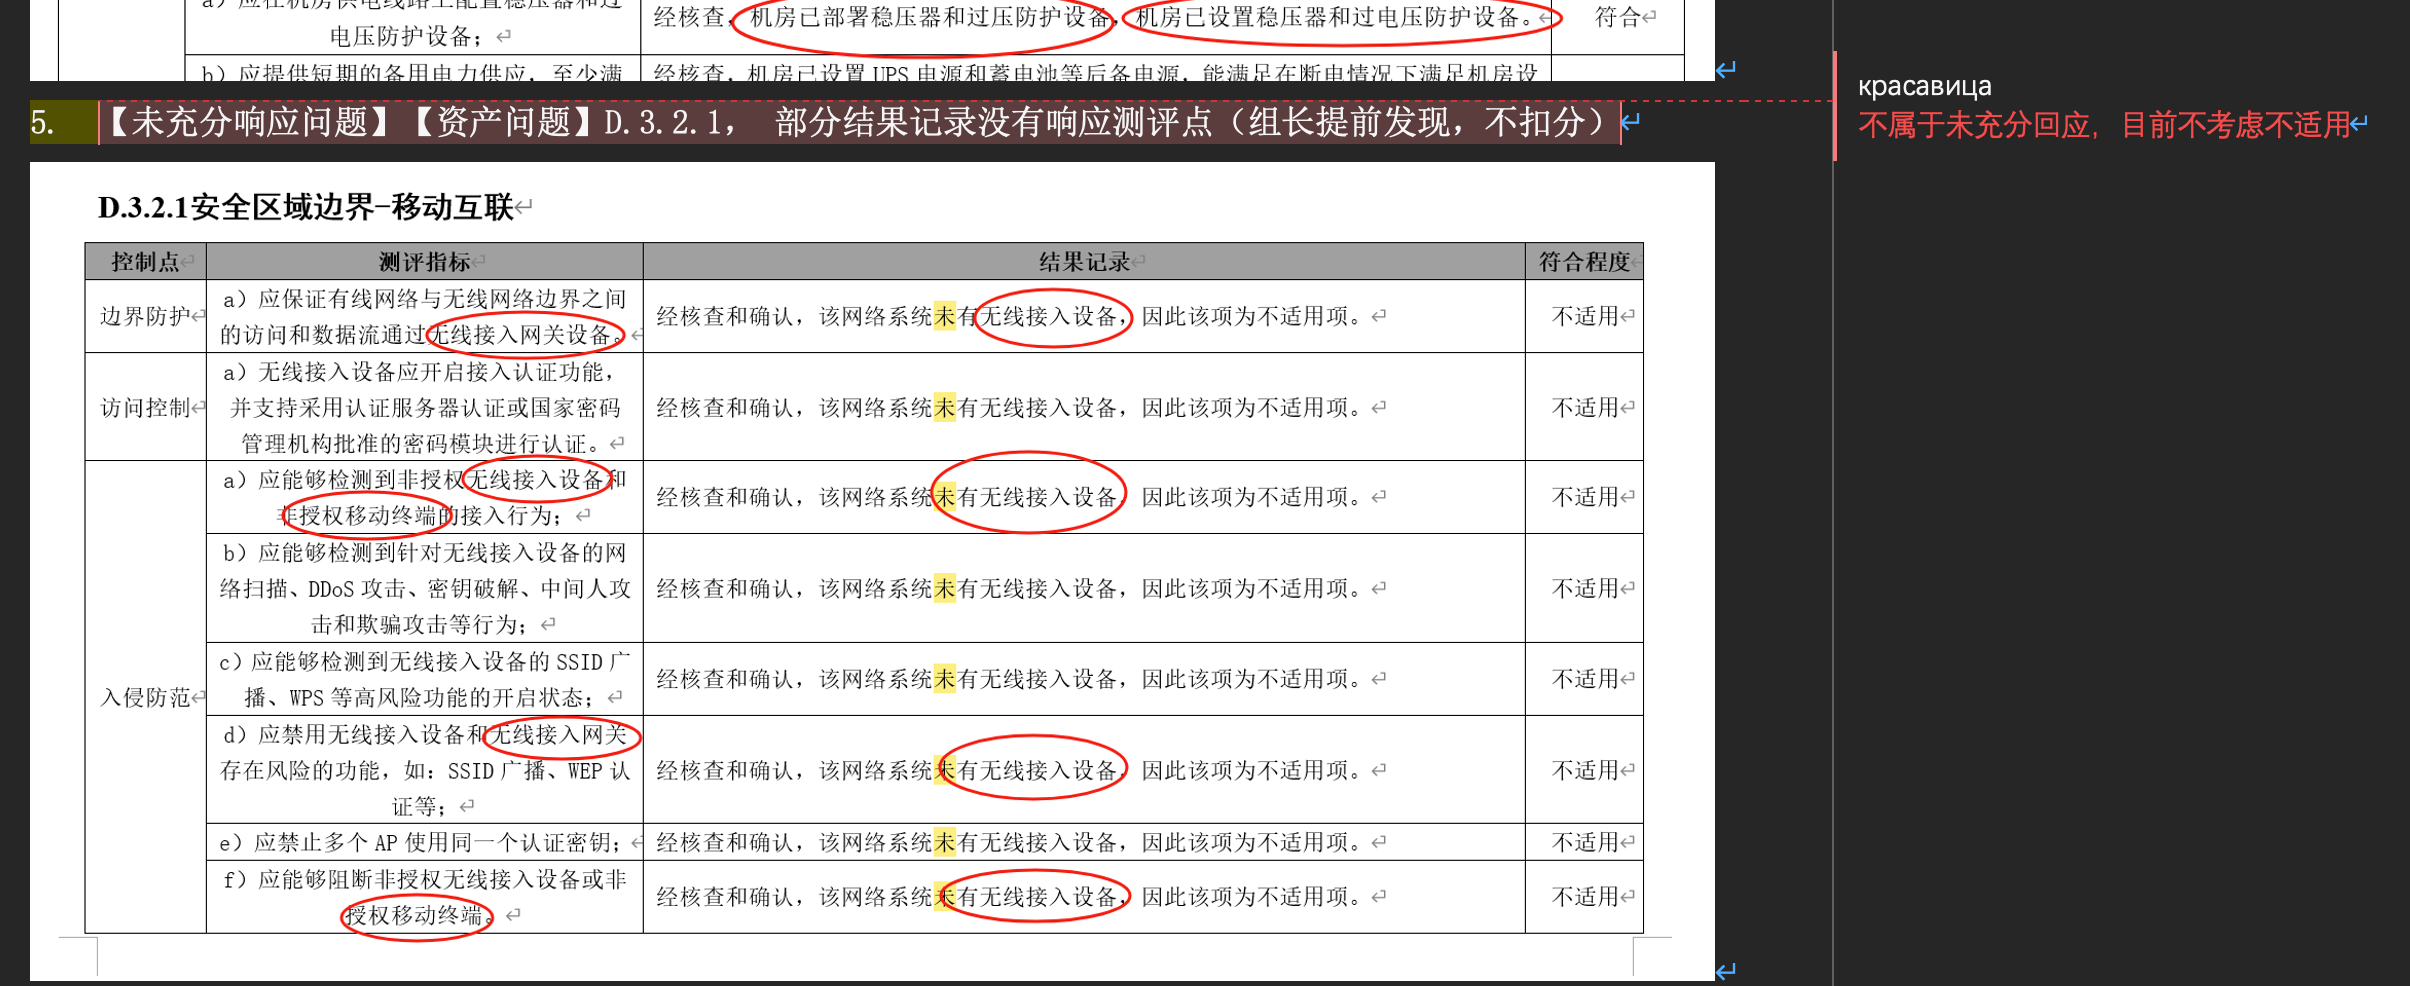 a）应在机房供电线路上配置稳压器和过
电压防护设备；
经核查，机房已部署稳压器和过压防护设备，机房已设置稳压器和过电压防护设备。
符合
b）应提供短期的备用电力供应，至少满
经核查，机房已设置 UPS 电源和蓄电池等后备电源，能满足在断电情况下满足机房设
5. 【未充分响应问题】【资产问题】D.3.2.1， 部分结果记录没有响应测评点（组长提前发现，不扣分）
красавица
不属于未充分回应，目前不考虑不适用
D.3.2.1安全区域边界–移动互联
控制点 测评指标 结果记录 符合程度
边界防护
a）应保证有线网络与无线网络边界之间
的访问和数据流通过无线接入网关设备。
经核查和确认，该网络系统未有无线接入设备，因此该项为不适用项。
不适用
访问控制
a）无线接入设备应开启接入认证功能，
并支持采用认证服务器认证或国家密码
管理机构批准的密码模块进行认证。
经核查和确认，该网络系统未有无线接入设备，因此该项为不适用项。
不适用
入侵防范
a）应能够检测到非授权无线接入设备和
非授权移动终端的接入行为；
经核查和确认，该网络系统未有无线接入设备，因此该项为不适用项。
不适用
b）应能够检测到针对无线接入设备的网
络扫描、DDoS 攻击、密钥破解、中间人攻
击和欺骗攻击等行为；
经核查和确认，该网络系统未有无线接入设备，因此该项为不适用项。
不适用
c）应能够检测到无线接入设备的 SSID 广
播、WPS 等高风险功能的开启状态；
经核查和确认，该网络系统未有无线接入设备，因此该项为不适用项。
不适用
d）应禁用无线接入设备和无线接入网关
存在风险的功能，如：SSID 广播、WEP 认
证等；
经核查和确认，该网络系统未有无线接入设备，因此该项为不适用项。
不适用
e）应禁止多个 AP 使用同一个认证密钥；
经核查和确认，该网络系统未有无线接入设备，因此该项为不适用项。
不适用
f）应能够阻断非授权无线接入设备或非
授权移动终端。
经核查和确认，该网络系统未有无线接入设备，因此该项为不适用项。
不适用